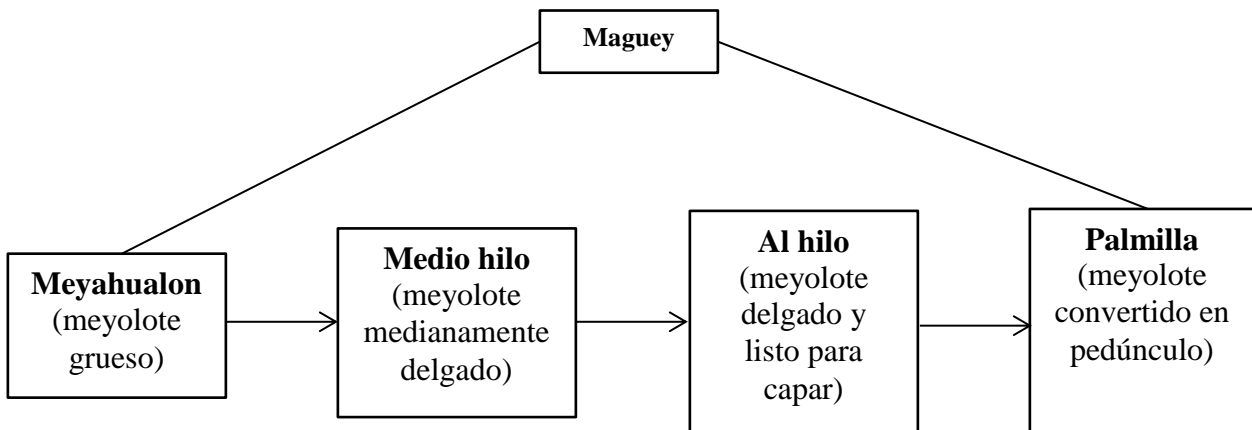 Maguey
Meyahualon
(meyolote
grueso)
Medio hilo
(meyolote
medianamente
delgado)
Al hilo
(meyolote
delgado y
listo para
capar)
Palmilla
(meyolote
convertido en
pedúnculo)